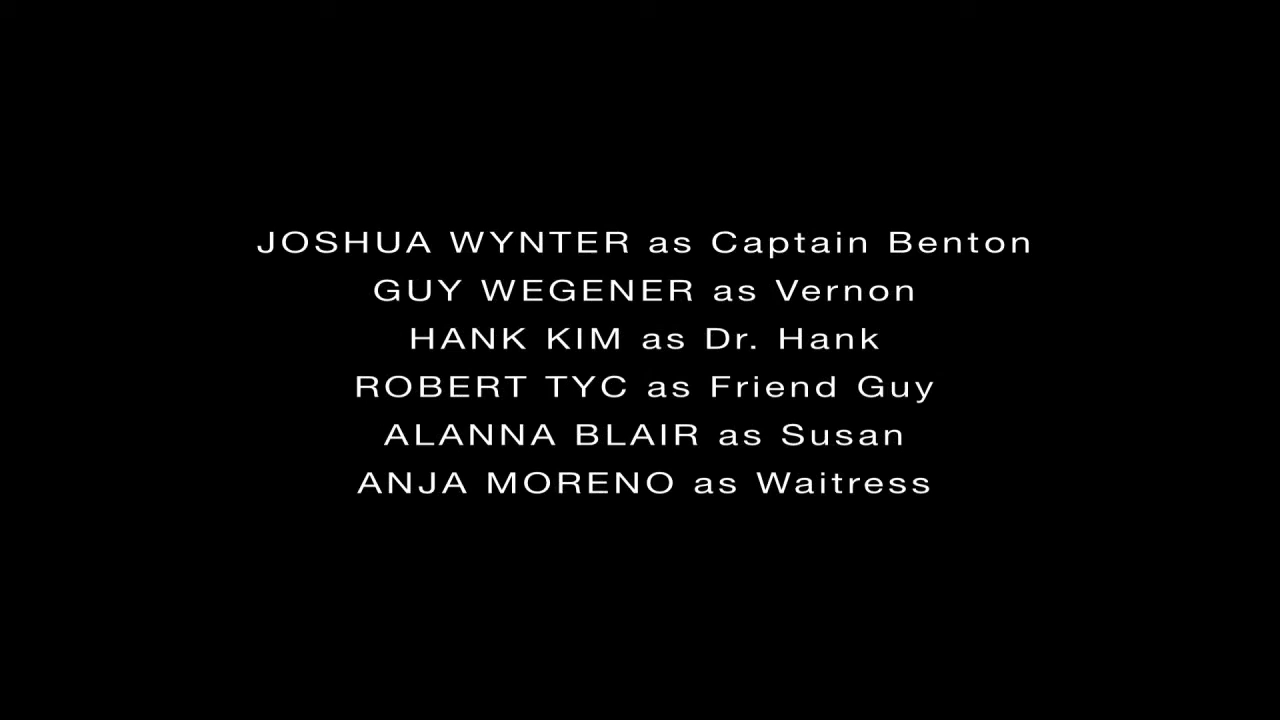 JOSHUA WYNTER as Captain Benton
GUY WEGENER as Vernon
HANK KIM as Dr. Hank
ROBERT TYC as Friend Guy
ALANNA BLAIR as Susan
ANJA MORENO as Waitress